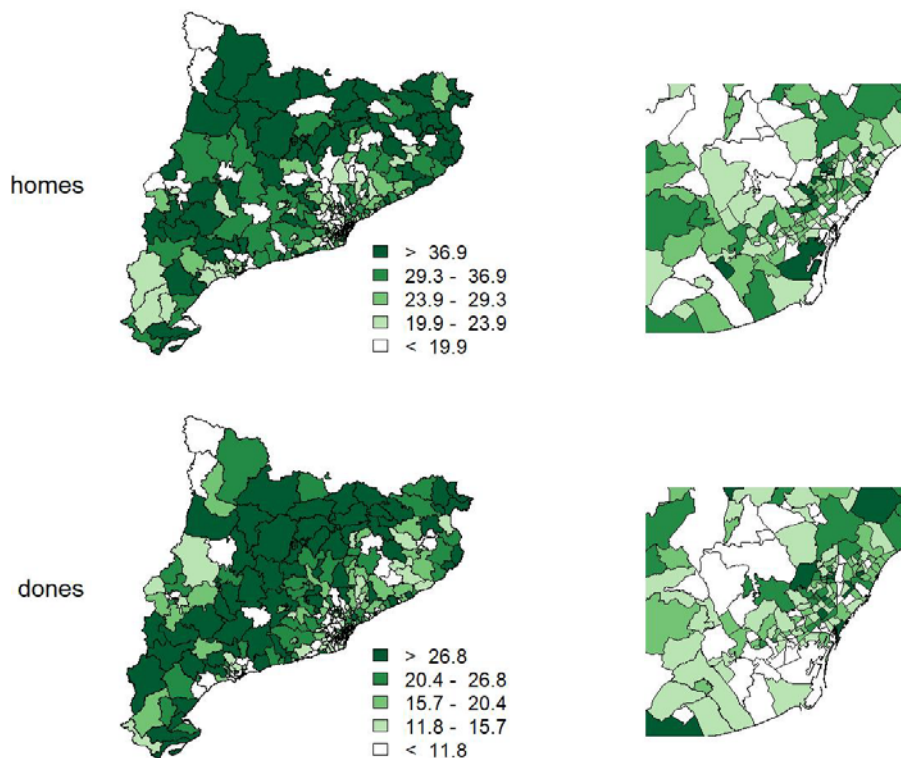 homes
> 36.9
29.3 - 36.9
23.9 - 29.3
19.9 - 23.9
< 19.9
dones
> 26.8
20.4 - 26.8
15.7 - 20.4
11.8 - 15.7
< 11.8